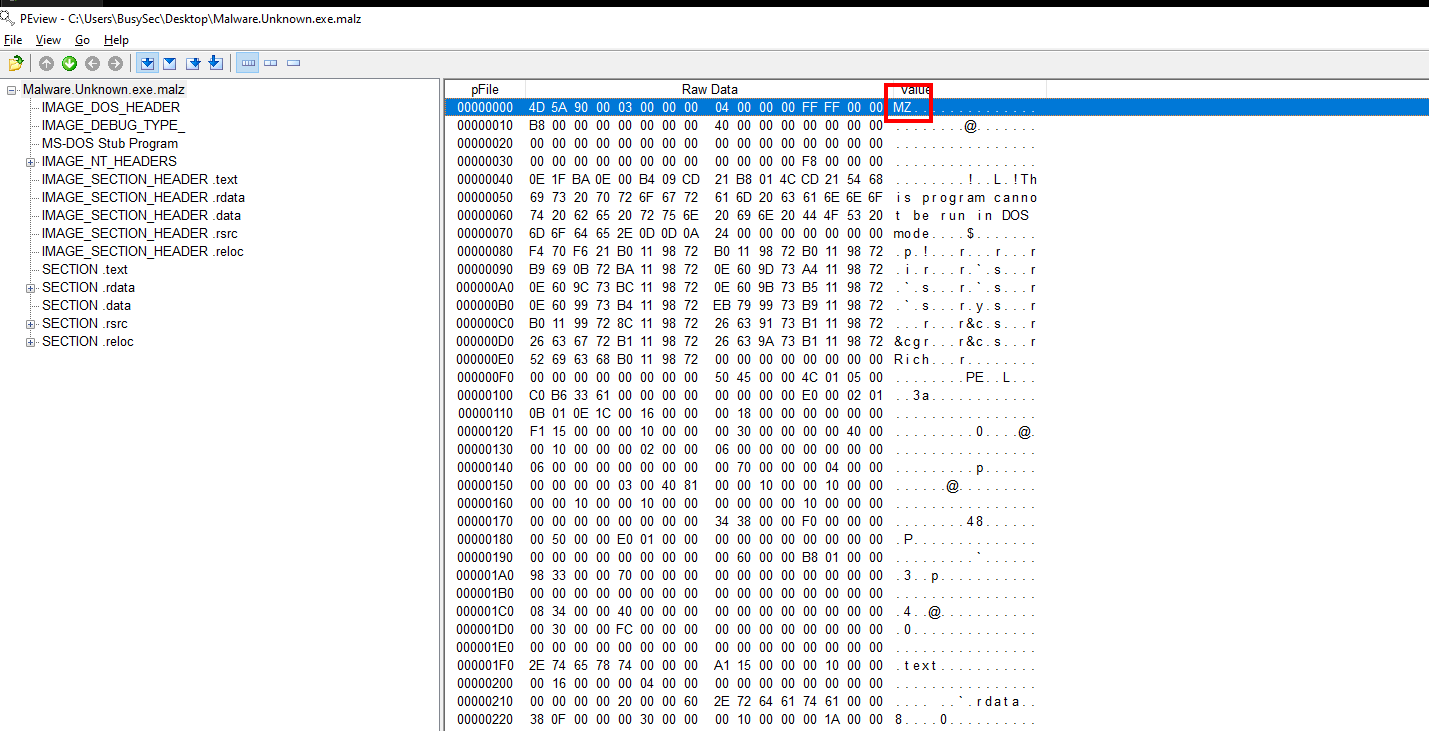 PEview - C:\Users\BusySec\Desktop\Malware.Unknown.exe.malz
File View Go Help
Malware.Unknown.exe.malz
IMAGE_DOS_HEADER
IMAGE_DEBUG_TYPE_
MS-DOS Stub Program
IMAGE_NT_HEADERS
IMAGE_SECTION_HEADER .text
IMAGE_SECTION_HEADER .rdata
IMAGE_SECTION_HEADER .data
IMAGE_SECTION_HEADER .rsrc
IMAGE_SECTION_HEADER .reloc
SECTION .text
SECTION .rdata
SECTION .data
SECTION .rsrc
SECTION .reloc
pFile Raw Data Value
00000000 4D 5A 90 00 03 00 00 00 04 00 00 00 FF FF 00 00 MZ..............
00000010 B8 00 00 00 00 00 00 00 40 00 00 00 00 00 00 00 ........@.......
00000020 00 00 00 00 00 00 00 00 00 00 00 00 00 00 00 00 ................
00000030 00 00 00 00 00 00 00 00 00 00 00 00 F8 00 00 00 ................
00000040 0E 1F BA 0E 00 B4 09 CD 21 B8 01 4C CD 21 54 68 ........!..L.!Th
00000050 69 73 20 70 72 6F 67 72 61 6D 20 63 61 6E 6E 6F is program canno
00000060 74 20 62 65 20 72 75 6E 20 69 6E 20 44 4F 53 20 t be run in DOS
00000070 6D 6F 64 65 2E 0D 0D 0A 24 00 00 00 00 00 00 00 mode....$.......
00000080 F4 70 F6 21 B0 11 98 72 B0 11 98 72 B0 11 98 72 .p.!...r...r...r
00000090 B9 69 0B 72 BA 11 98 72 0E 60 9D 73 A4 11 98 72 .i.r...r.`.s...r
000000A0 0E 60 9C 73 BC 11 98 72 0E 60 9B 73 B5 11 98 72 .`.s...r.`.s...r
000000B0 0E 60 99 73 B4 11 98 72 EB 79 99 73 B9 11 98 72 .`.s...r.y.s...r
000000C0 B0 11 99 72 8C 11 98 72 26 63 91 73 B1 11 98 72 ...r...r&c.s...r
000000D0 26 63 67 72 B1 11 98 72 26 63 9A 73 B1 11 98 72 &cgr...r&c.s...r
000000E0 52 69 63 68 B0 11 98 72 00 00 00 00 00 00 00 00 Rich...r........
000000F0 00 00 00 00 00 00 00 00 50 45 00 00 4C 01 05 00 ........PE..L...
00000100 C0 B6 33 61 00 00 00 00 00 00 00 00 E0 00 02 01 ..3a............
00000110 0B 01 0E 1C 00 16 00 00 00 18 00 00 00 00 00 00 ................
00000120 F1 15 00 00 00 10 00 00 00 30 00 00 00 00 40 00 .........0....@.
00000130 00 10 00 00 00 02 00 00 06 00 00 00 00 00 00 00 ................
00000140 06 00 00 00 00 00 00 00 00 70 00 00 00 04 00 00 .........p......
00000150 00 00 00 00 03 00 40 81 00 00 10 00 00 10 00 00 ......@.........
00000160 00 00 10 00 00 10 00 00 00 00 00 00 10 00 00 00 ................
00000170 00 00 00 00 00 00 00 00 34 38 00 00 F0 00 00 00 ........48......
00000180 00 50 00 00 E0 01 00 00 00 00 00 00 00 00 00 00 .P..............
00000190 00 00 00 00 00 00 00 00 00 60 00 00 B8 01 00 00 .........`......
000001A0 98 33 00 00 70 00 00 00 00 00 00 00 00 00 00 00 .3..p...........
000001B0 00 00 00 00 00 00 00 00 00 00 00 00 00 00 00 00 ................
000001C0 08 34 00 00 40 00 00 00 00 00 00 00 00 00 00 00 .4..@...........
000001D0 00 30 00 00 FC 00 00 00 00 00 00 00 00 00 00 00 .0..............
000001E0 00 00 00 00 00 00 00 00 00 00 00 00 00 00 00 00 ................
000001F0 2E 74 65 78 74 00 00 00 A1 15 00 00 00 10 00 00 .text...........
00000200 00 16 00 00 00 04 00 00 00 00 00 00 00 00 00 00 ................
00000210 00 00 00 00 20 00 00 60 2E 72 64 61 74 61 00 00 .... ..`.rdata..
00000220 38 0F 00 00 00 30 00 00 00 10 00 00 00 1A 00 00 8....0..........